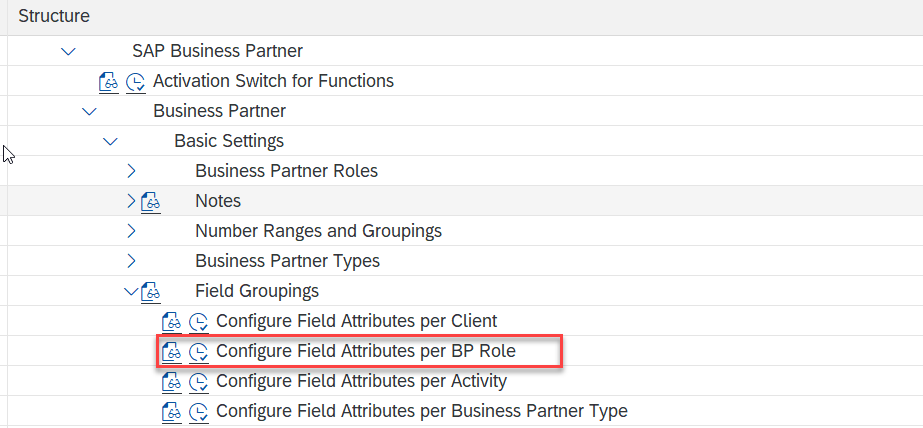 Structure
SAP Business Partner
Activation Switch for Functions
Business Partner
Basic Settings
Business Partner Roles
Notes
Number Ranges and Groupings
Business Partner Types
Field Groupings
Configure Field Attributes per Client
Configure Field Attributes per BP Role
Configure Field Attributes per Activity
Configure Field Attributes per Business Partner Type